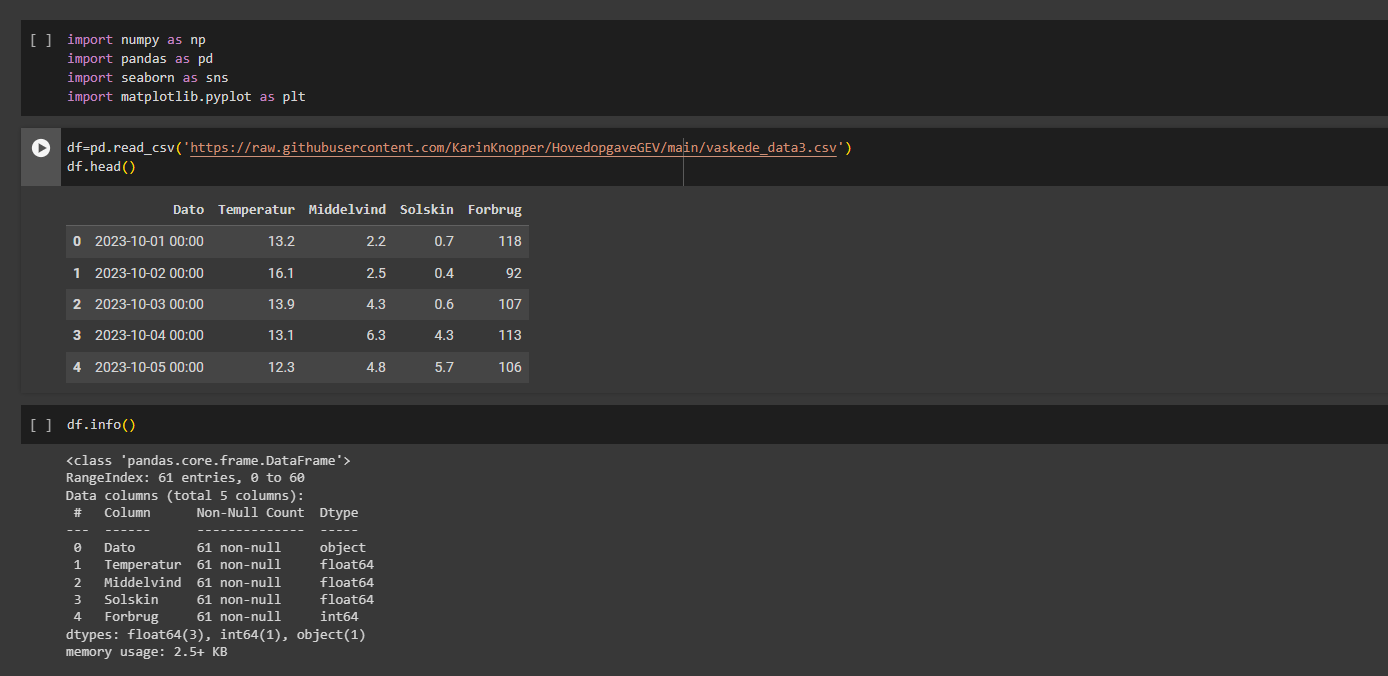 [ ] import numpy as np
import pandas as pd
import seaborn as sns
import matplotlib.pyplot as plt
df=pd.read_csv('https://raw.githubusercontent.com/KarinKnopper/HovedopgaveGEV/main/vaskede_data3.csv')
df.head()
Dato Temperatur Middelvind Solskin Forbrug
0 2023-10-01 00:00 13.2 2.2 0.7 118
1 2023-10-02 00:00 16.1 2.5 0.4 92
2 2023-10-03 00:00 13.9 4.3 0.6 107
3 2023-10-04 00:00 13.1 6.3 4.3 113
4 2023-10-05 00:00 12.3 4.8 5.7 106
[ ] df.info()
<class 'pandas.core.frame.DataFrame'>
RangeIndex: 61 entries, 0 to 60
Data columns (total 5 columns):
# Column Non-Null Count Dtype
--- ------ -------------- -----
0 Dato 61 non-null object
1 Temperatur 61 non-null float64
2 Middelvind 61 non-null float64
3 Solskin 61 non-null float64
4 Forbrug 61 non-null int64
dtypes: float64(3), int64(1), object(1)
memory usage: 2.5+ KB